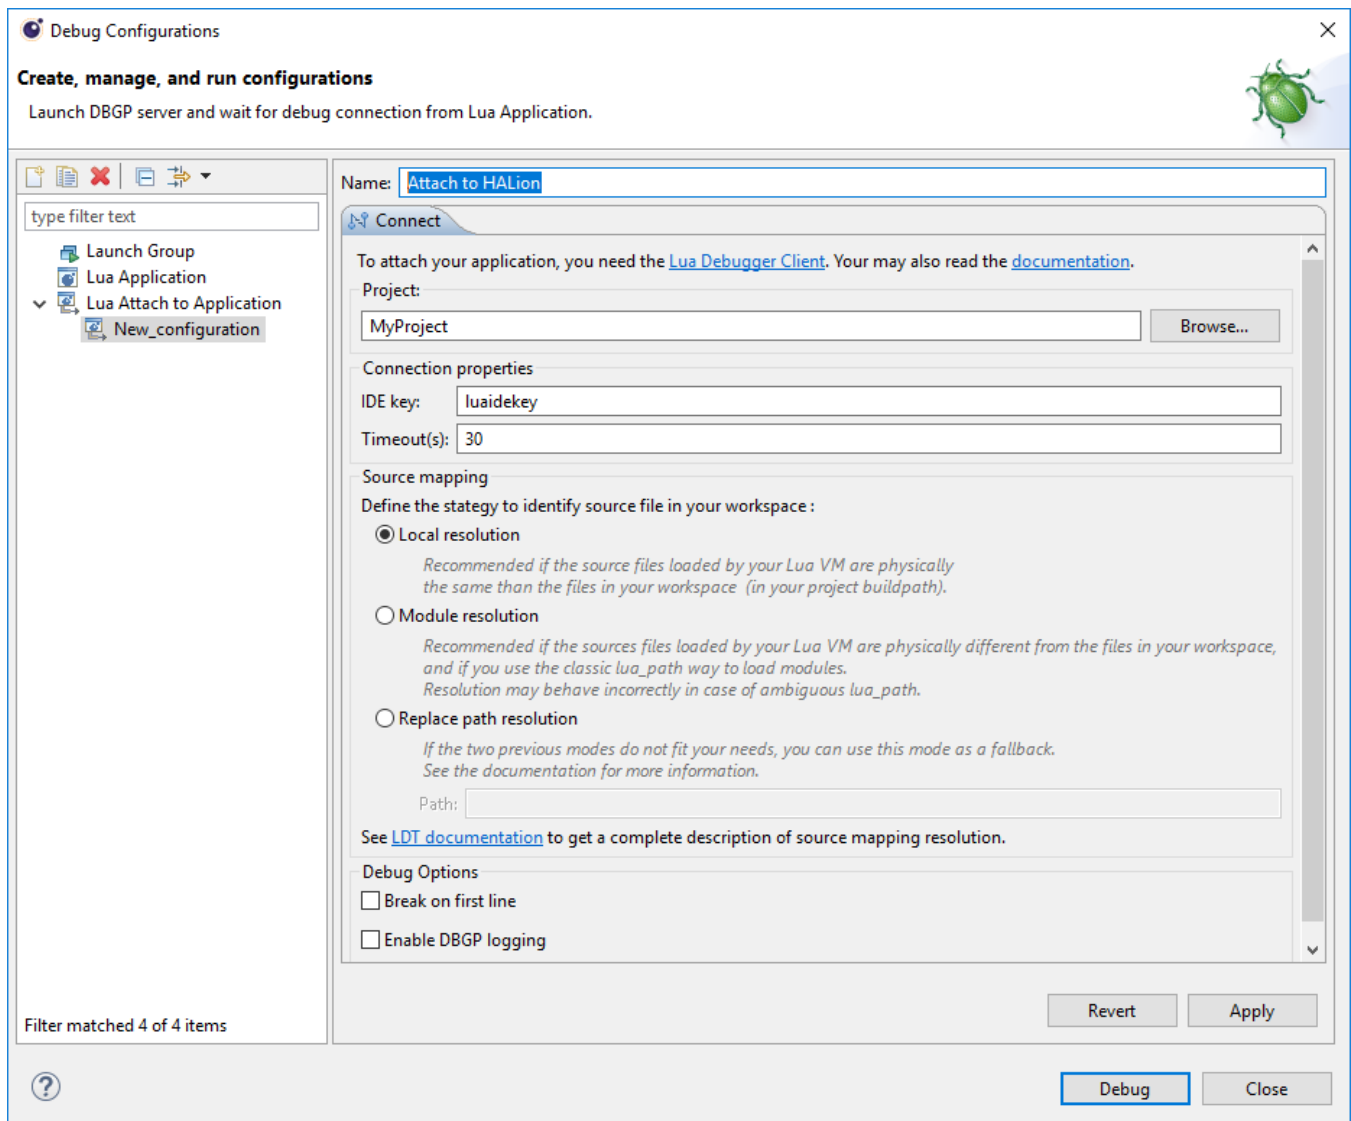 Debug Configurations
Create, manage, and run configurations
Launch DBGP server and wait for debug connection from Lua Application.
type filter text
Launch Group
Lua Application
Lua Attach to Application
New_configuration
Filter matched 4 of 4 items
Name: Attach to HALion
Connect
To attach your application, you need the Lua Debugger Client. Your may also read the documentation.
Project:
MyProject Browse...
Connection properties
IDE key: luaidekey
Timeout(s): 30
Source mapping
Define the stategy to identify source file in your workspace :
Local resolution
Recommended if the source files loaded by your Lua VM are physically
the same than the files in your workspace (in your project buildpath).
Module resolution
Recommended if the sources files loaded by your Lua VM are physically different from the files in your workspace,
and if you use the classic lua_path way to load modules.
Resolution may behave incorrectly in case of ambiguous lua_path.
Replace path resolution
If the two previous modes do not fit your needs, you can use this mode as a fallback.
See the documentation for more information.
Path:
See LDT documentation to get a complete description of source mapping resolution.
Debug Options
Break on first line
Enable DBGP logging
Revert Apply
? Debug Close